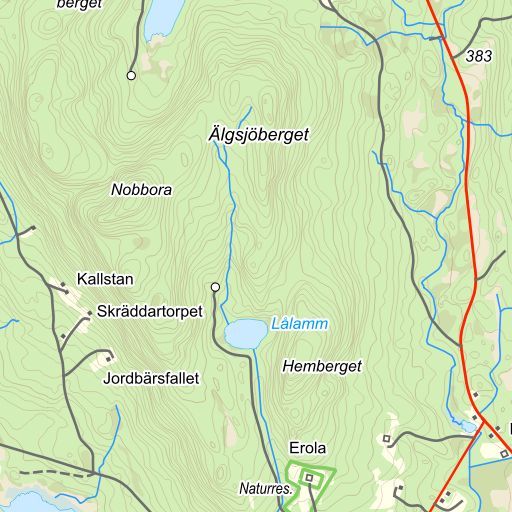 berget
383
Älgsjöberget
Nobbora
Kallstan
Skräddartorpet
Lålamm
Hemberget
Jordbärsfallet
Erola
Naturres.